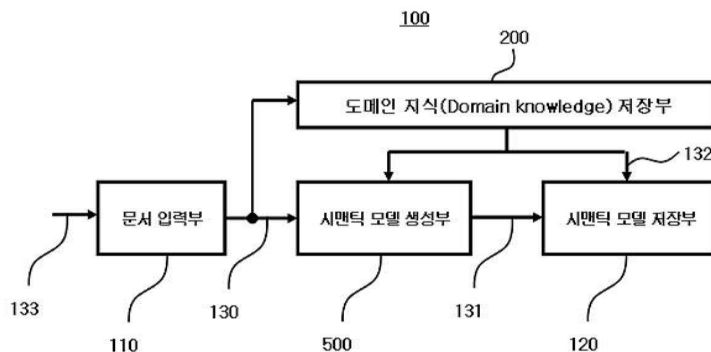 100
200
도메인 지식(Domain knowledge) 저장부
132
문서 입력부
시맨틱 모델 생성부
시맨틱 모델 저장부
133
110
130
500
131
120